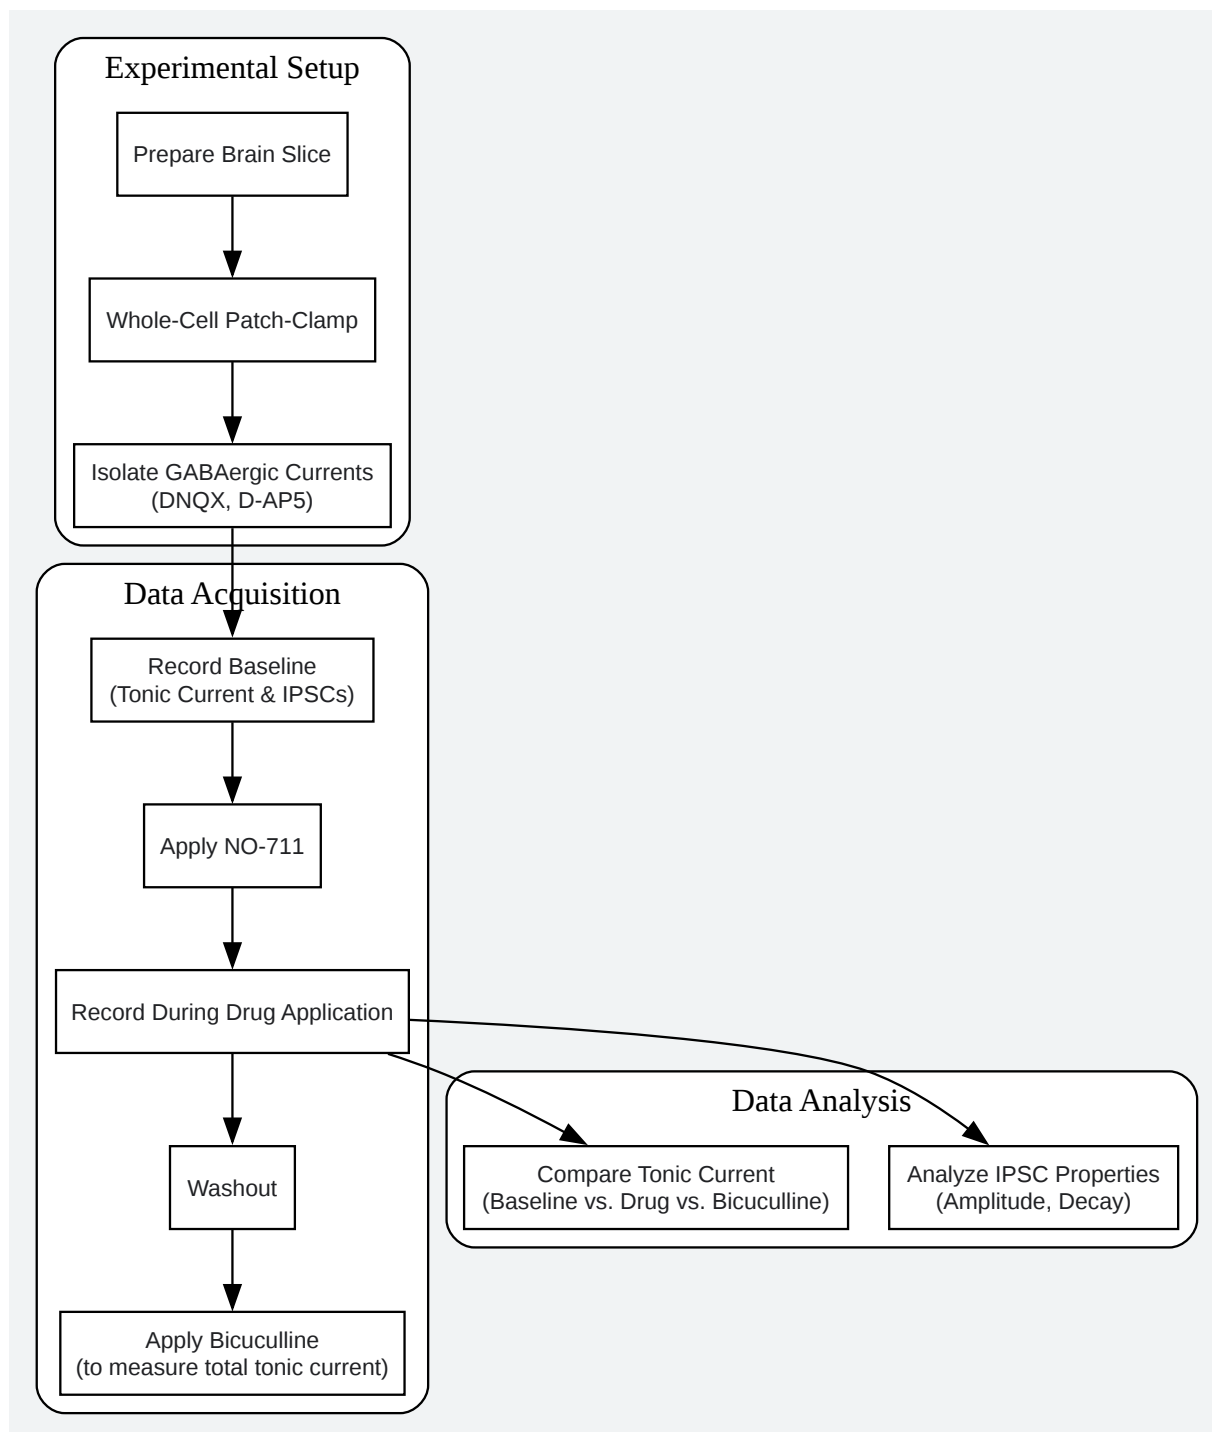 Experimental Setup
Prepare Brain Slice
Whole-Cell Patch-Clamp
Isolate GABAergic Currents
(DNQX, D-AP5)
Data Acquisition
Record Baseline
(Tonic Current & IPSCs)
Apply NO-711
Record During Drug Application
Washout
Apply Bicuculline
(to measure total tonic current)
Data Analysis
Compare Tonic Current
(Baseline vs. Drug vs. Bicuculline)
Analyze IPSC Properties
(Amplitude, Decay)